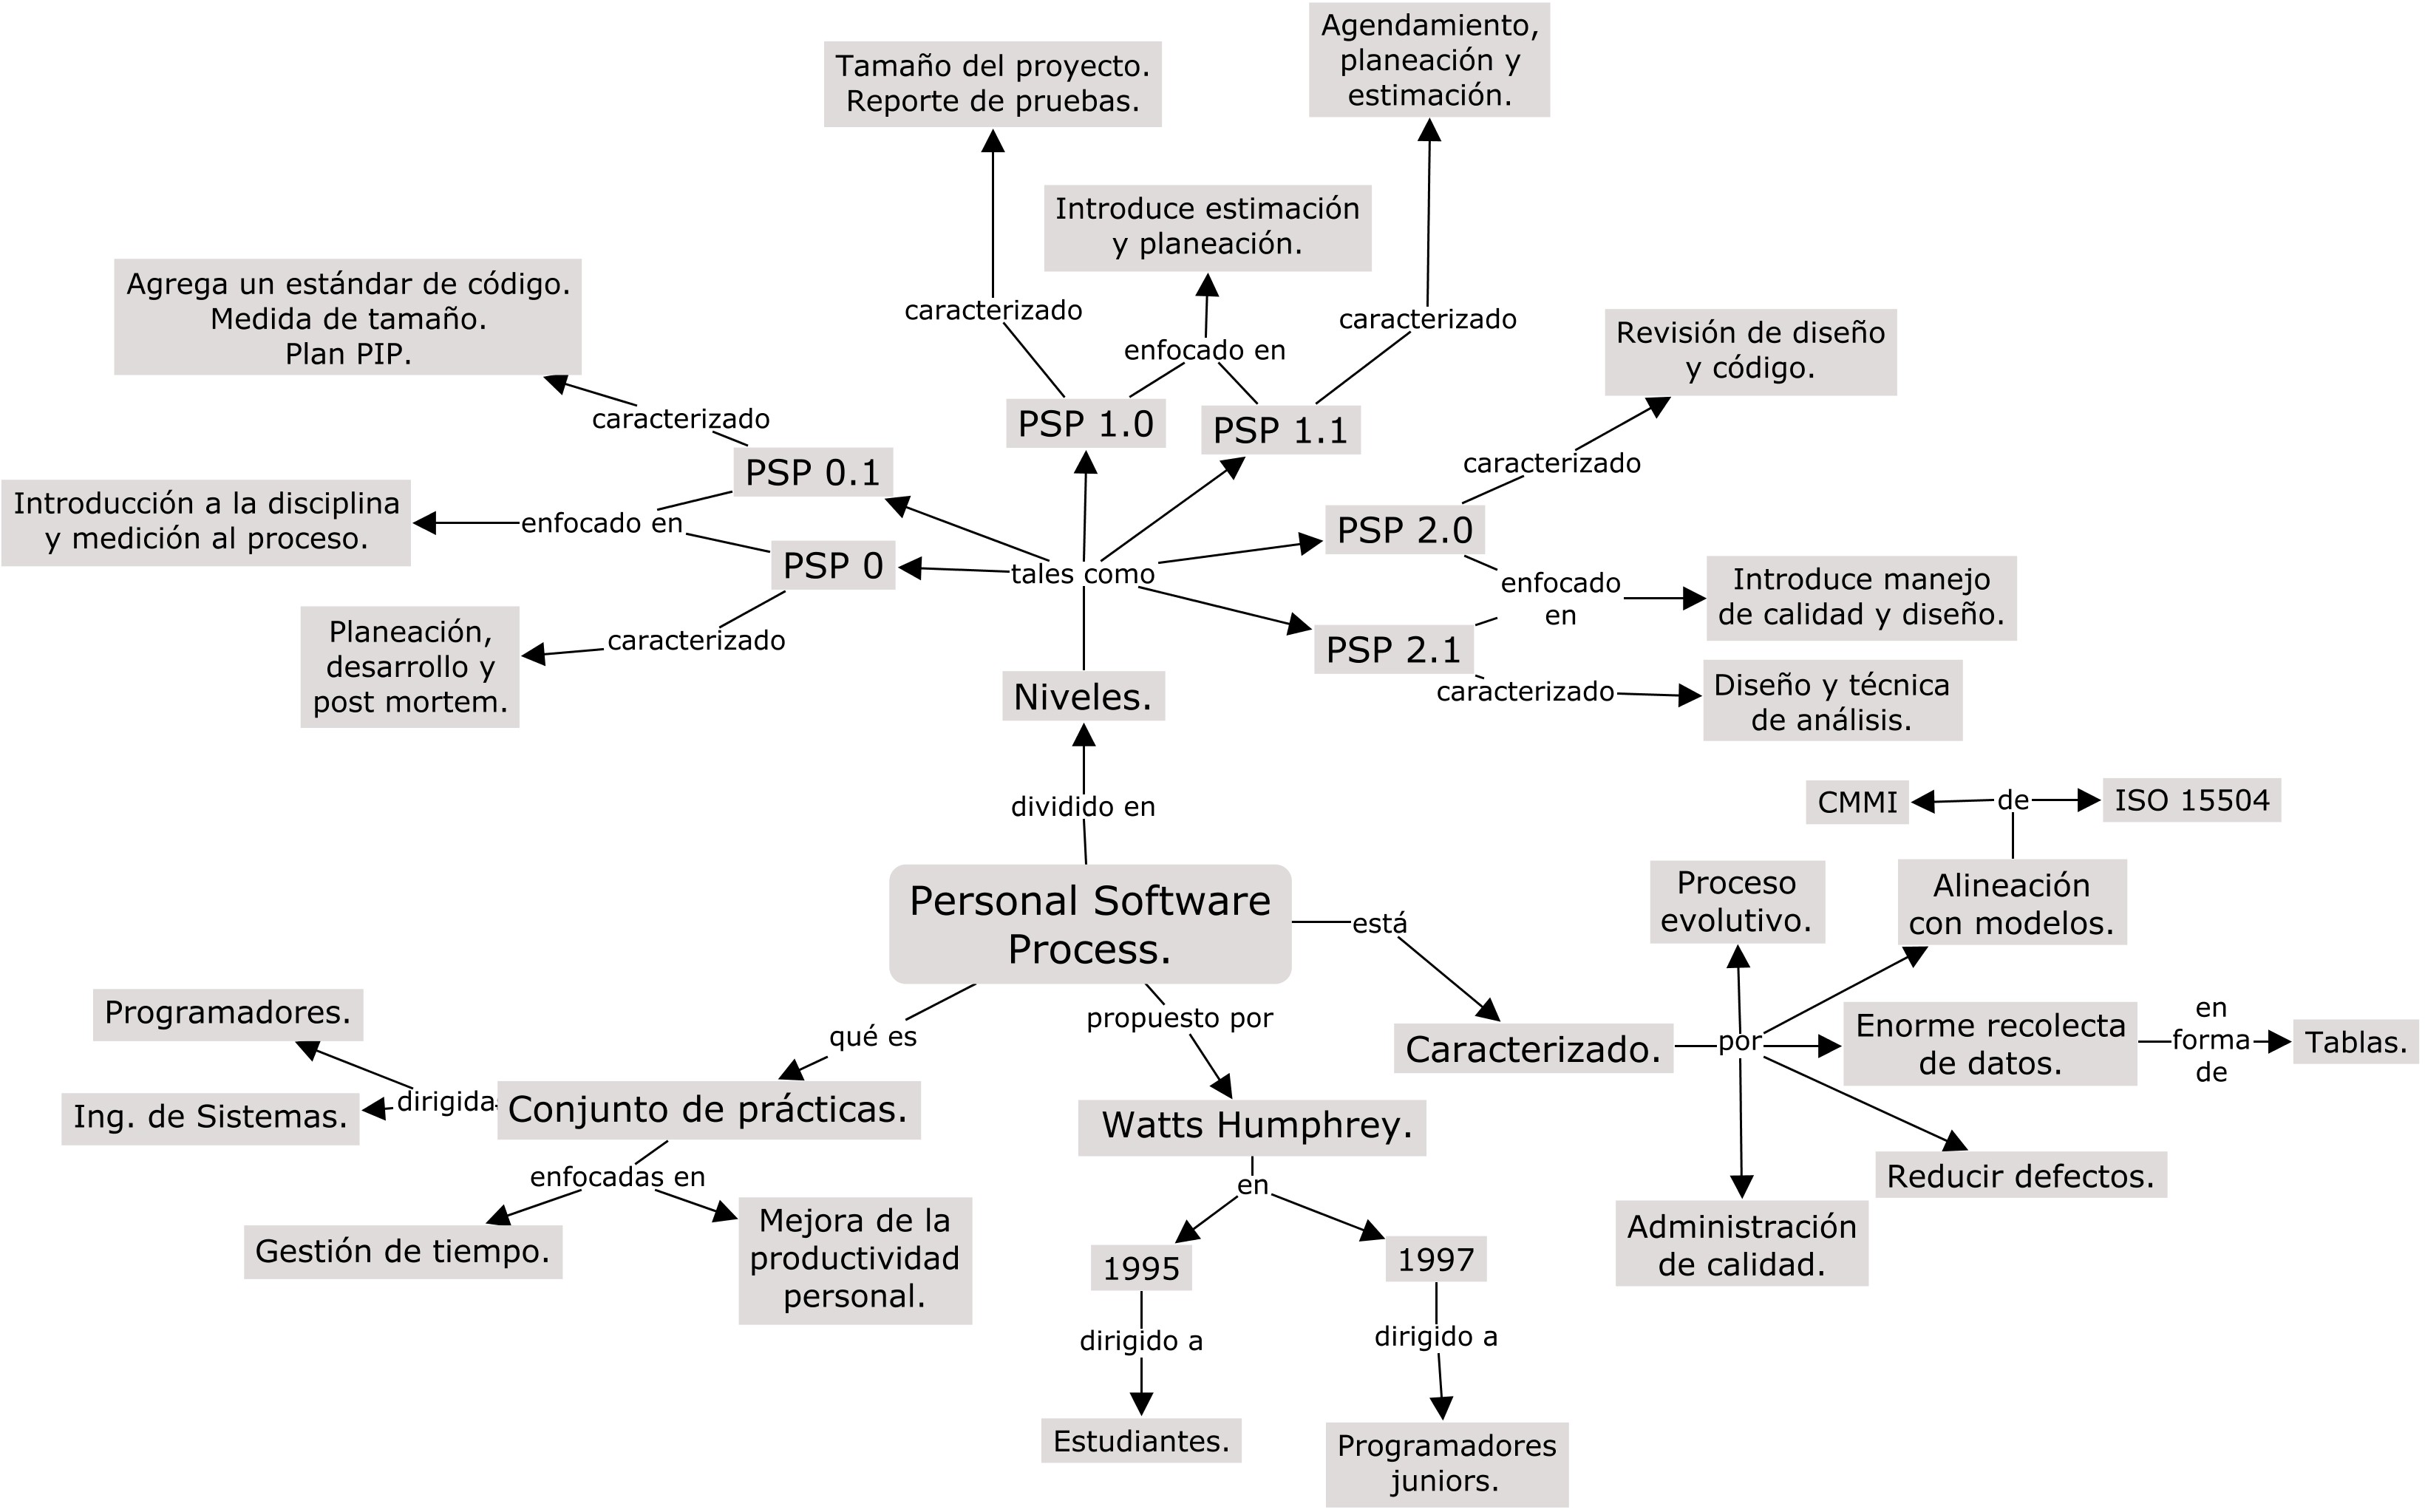 Agendamiento,
planeación y
estimación.
Tamaño del proyecto.
Reporte de pruebas.
Introduce estimación
y planeación.
Agrega un estándar de código.
Medida de tamaño.
Plan PIP.
caracterizado
caracterizado
enfocado en
Revisión de diseño
y código.
caracterizado
PSP 1.0
PSP 1.1
PSP 0.1
caracterizado
Introducción a la disciplina
y medición al proceso.
enfocado en
PSP 2.0
PSP 0
tales como
enfocado
en
Introduce manejo
de calidad y diseño.
Planeación,
desarrollo y
post mortem.
caracterizado
PSP 2.1
Niveles.
caracterizado
Diseño y técnica
de análisis.
dividido en
CMMI
de
ISO 15504
Personal Software
Process.
está
Proceso
evolutivo.
Alineación
con modelos.
Programadores.
qué es
propuesto por
Caracterizado.
por
Enorme recolecta
de datos.
en
forma
de
Tablas.
Ing. de Sistemas.
dirigida
Conjunto de prácticas.
Watts Humphrey.
enfocadas en
en
Reducir defectos.
Gestión de tiempo.
Mejora de la
productividad
personal.
1995
1997
Administración
de calidad.
dirigido a
dirigido a
Estudiantes.
Programadores
juniors.